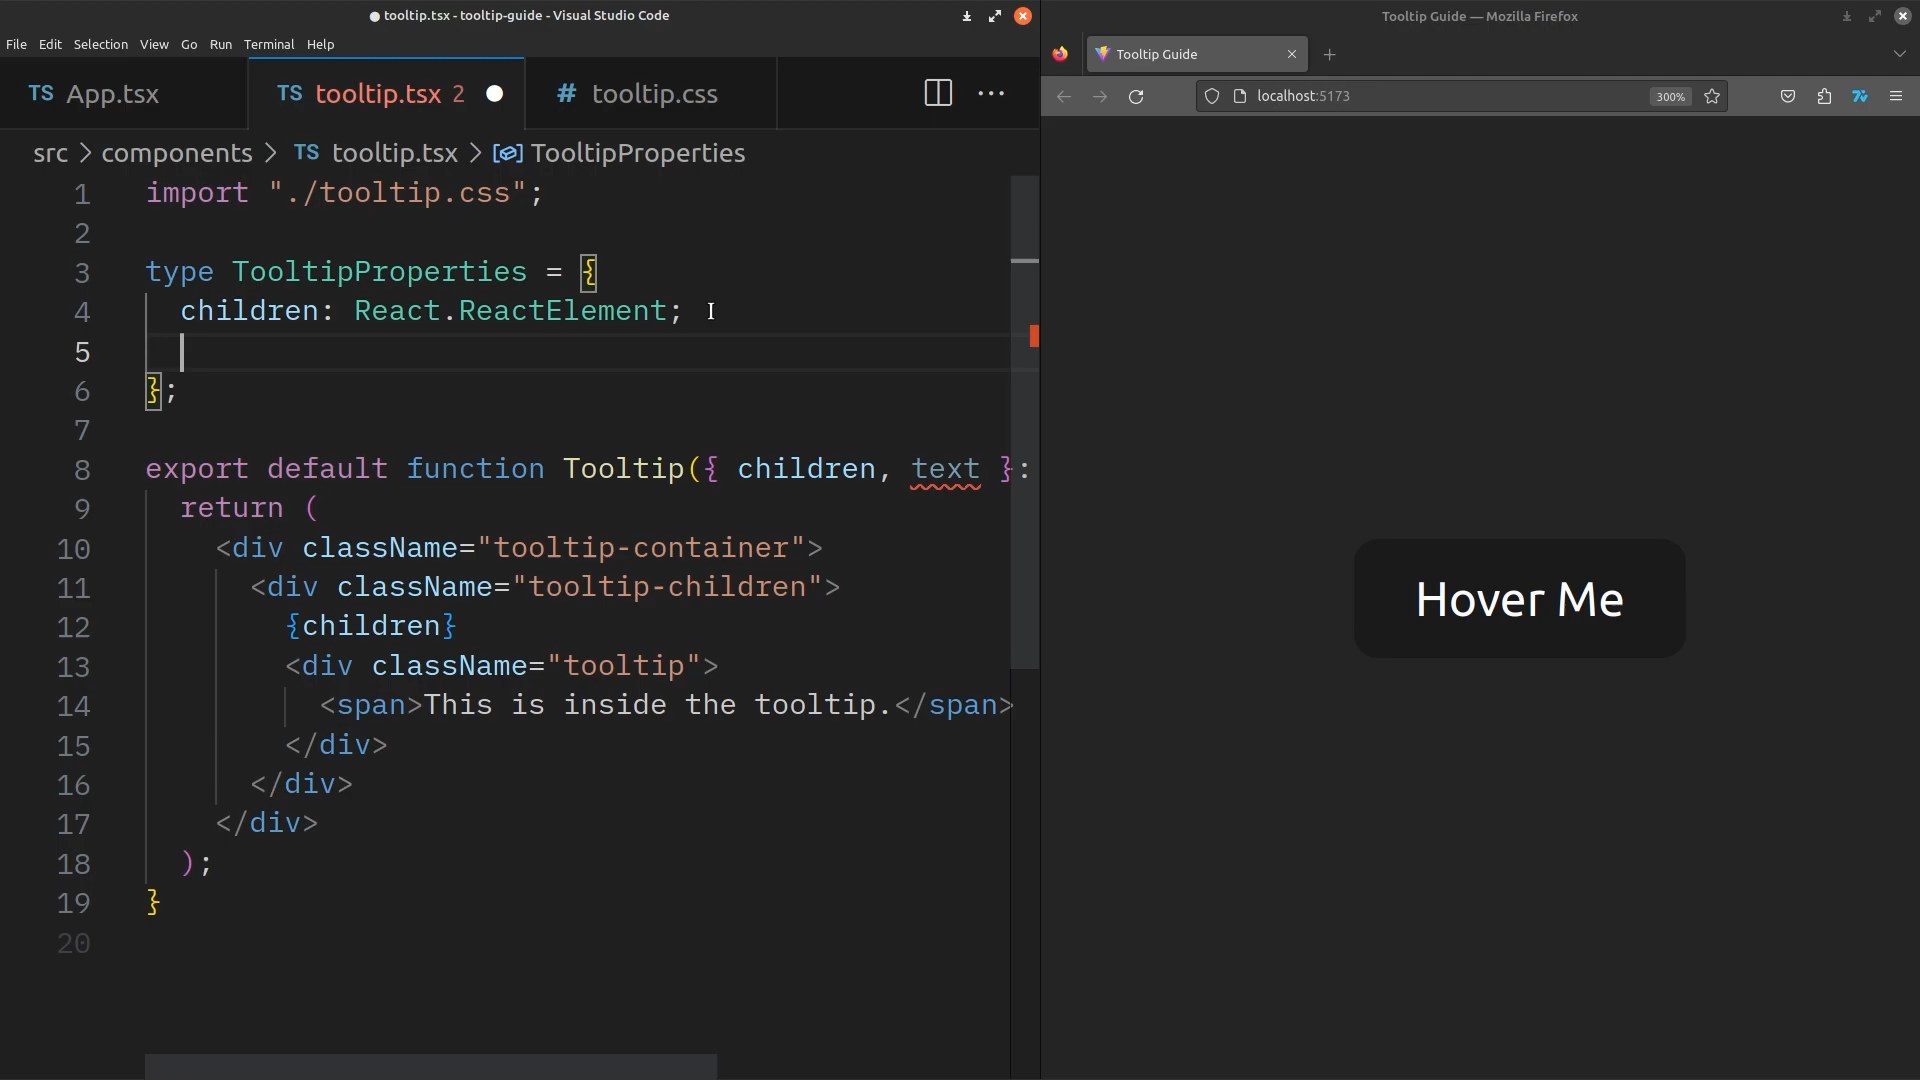 tooltip.tsx - tooltip-guide - Visual Studio Code
File Edit Selection View Go Run Terminal Help
TS App.tsx
TS tooltip.tsx 2
# tooltip.css
src > components > TS tooltip.tsx > TooltipProperties
1 import "./tooltip.css";
2
3 type TooltipProperties = {
4 children: React.ReactElement;
5
6 };
7
8 export default function Tooltip({ children, text }:
9 return (
10 <div className="tooltip-container">
11 <div className="tooltip-children">
12 {children}
13 <div className="tooltip">
14 <span>This is inside the tooltip.</span>
15 </div>
16 </div>
17 </div>
18 );
19 }
20
Tooltip Guide — Mozilla Firefox
Tooltip Guide
localhost:5173
300%
Hover Me